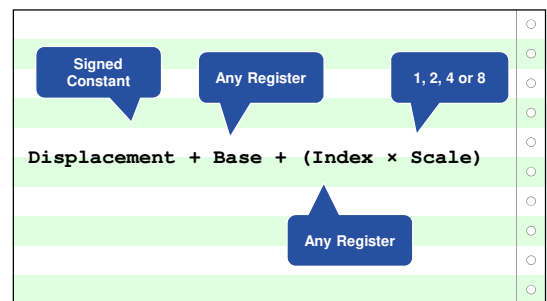 Signed
Constant
Any Register
1, 2, 4 or 8
Displacement + Base + (Index × Scale)
Any Register